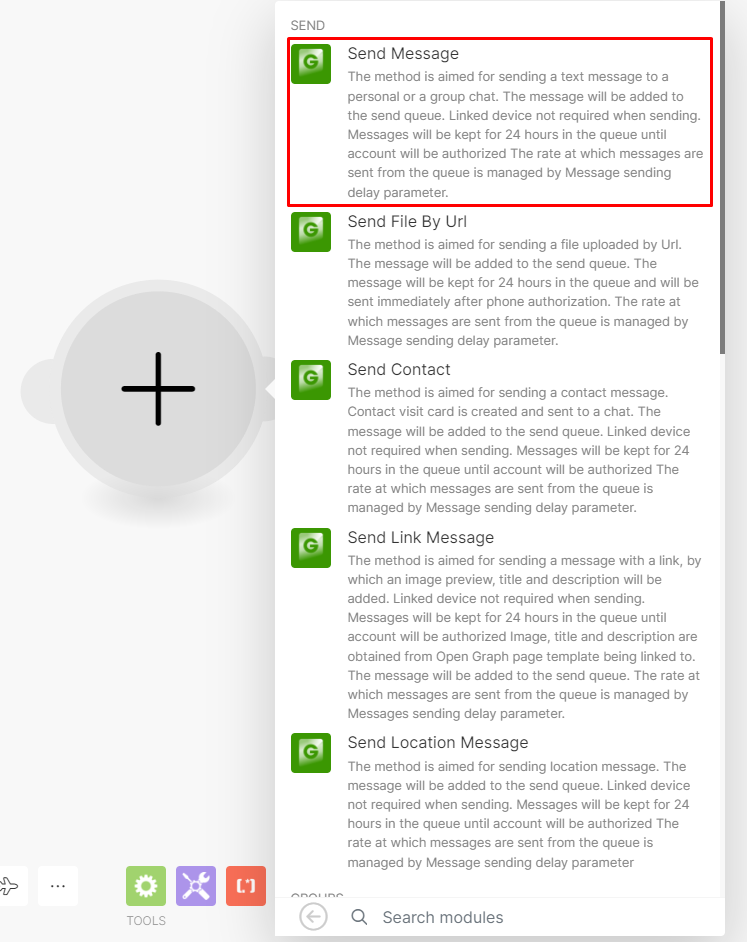 SEND
Send Message
The method is aimed for sending a text message to a
personal or a group chat. The message will be added to
the send queue. Linked device not required when sending.
Messages will be kept for 24 hours in the queue until
account will be authorized The rate at which messages are
sent from the queue is managed by Message sending
delay parameter.
Send File By Url
The method is aimed for sending a file uploaded by Url.
The message will be added to the send queue. The
message will be kept for 24 hours in the queue and will be
sent immediately after phone authorization. The rate at
which messages are sent from the queue is managed by
Message sending delay parameter.
Send Contact
The method is aimed for sending a contact message.
Contact visit card is created and sent to a chat. The
message will be added to the send queue. Linked device
not required when sending. Messages will be kept for 24
hours in the queue until account will be authorized The
rate at which messages are sent from the queue is
managed by Message sending delay parameter.
Send Link Message
The method is aimed for sending a message with a link, by
which an image preview, title and description will be
added. Linked device not required when sending.
Messages will be kept for 24 hours in the queue until
account will be authorized Image, title and description are
obtained from Open Graph page template being linked to.
The message will be added to the send queue. The rate at
which messages are sent from the queue is managed by
Messages sending delay parameter.
Send Location Message
The method is aimed for sending location message. The
message will be added to the send queue. Linked device
not required when sending. Messages will be kept for 24
hours in the queue until account will be authorized The
rate at which messages are sent from the queue is
managed by Message sending delay parameter
GROUPS
Search modules
TOOLS